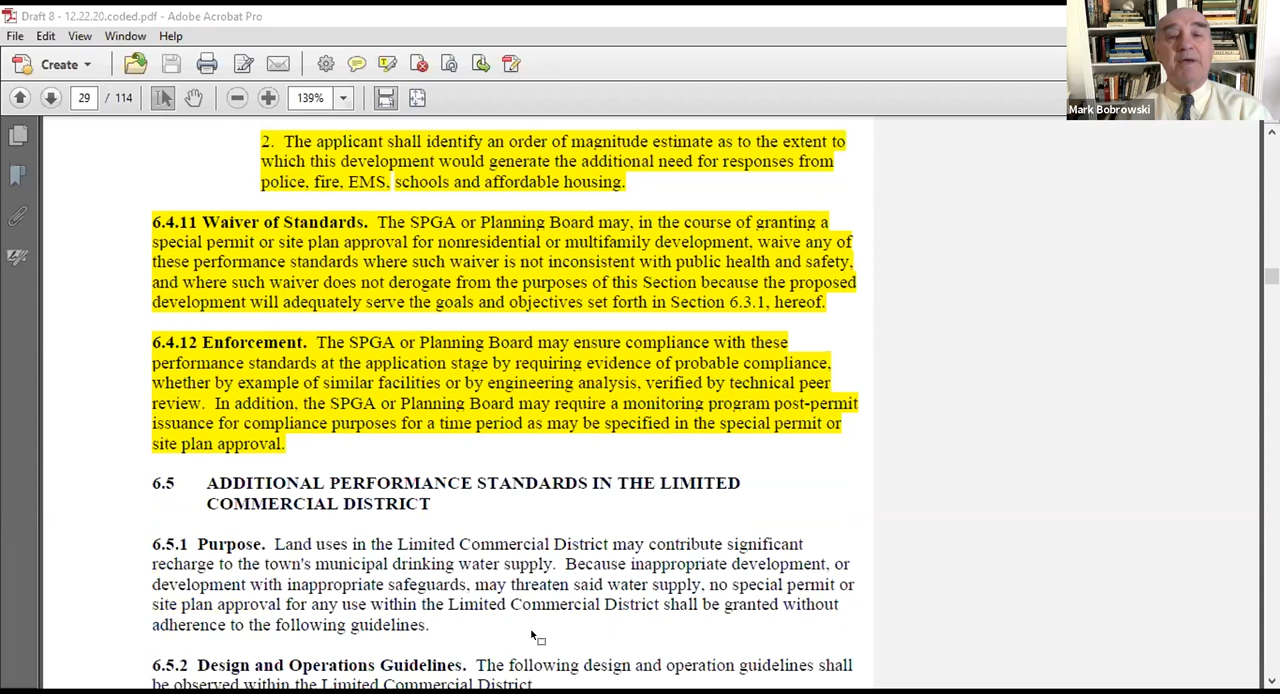 Draft 8 - 12.22.20.coded.pdf - Adobe Acrobat Pro
File Edit View Window Help
Create
29 / 114 139%
Mark Bobrowski
2. The applicant shall identify an order of magnitude estimate as to the extent to
which this development would generate the additional need for responses from
police, fire, EMS, schools and affordable housing.
6.4.11 Waiver of Standards. The SPGA or Planning Board may, in the course of granting a
special permit or site plan approval for nonresidential or multifamily development, waive any of
these performance standards where such waiver is not inconsistent with public health and safety,
and where such waiver does not derogate from the purposes of this Section because the proposed
development will adequately serve the goals and objectives set forth in Section 6.3.1, hereof.
6.4.12 Enforcement. The SPGA or Planning Board may ensure compliance with these
performance standards at the application stage by requiring evidence of probable compliance,
whether by example of similar facilities or by engineering analysis, verified by technical peer
review. In addition, the SPGA or Planning Board may require a monitoring program post-permit
issuance for compliance purposes for a time period as may be specified in the special permit or
site plan approval.
6.5 ADDITIONAL PERFORMANCE STANDARDS IN THE LIMITED
COMMERCIAL DISTRICT
6.5.1 Purpose. Land uses in the Limited Commercial District may contribute significant
recharge to the town's municipal drinking water supply. Because inappropriate development, or
development with inappropriate safeguards, may threaten said water supply, no special permit or
site plan approval for any use within the Limited Commercial District shall be granted without
adherence to the following guidelines.
6.5.2 Design and Operations Guidelines. The following design and operation guidelines shall
be observed within the Limited Commercial District.